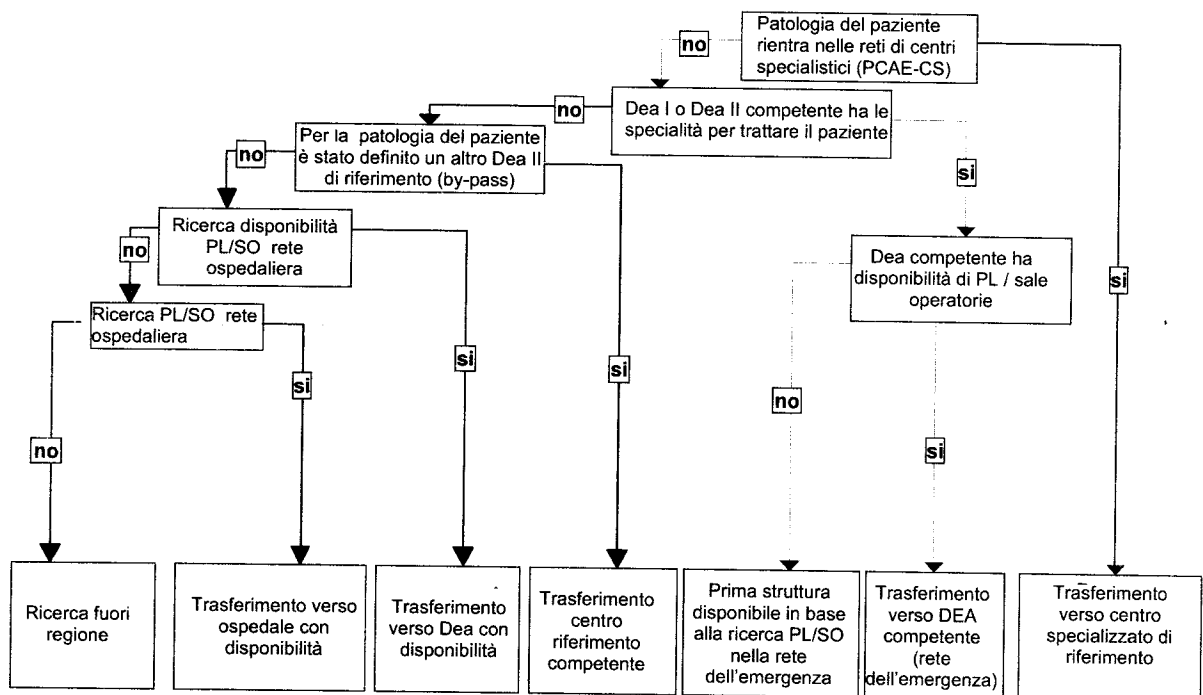 Patologia del paziente
rientra nelle reti di centri
specialistici (PCAE-CS)
no
Dea I o Dea II competente ha le
specialità per trattare il paziente
no
Per la patologia del paziente
è stato definito un altro Dea II
di riferimento (by-pass)
no
si
Ricerca disponibilità
PL/SO rete
ospedaliera
no
Dea competente ha
disponibilità di PL / sale
operatorie
si
Ricerca PL/SO rete
ospedaliera
si
si
si
no
no
si
Ricerca fuori
regione
Trasferimento verso
ospedale con
disponibilità
Trasferimento
verso Dea con
disponibilità
Trasferimento
centro
riferimento
competente
Prima struttura
disponibile in base
alla ricerca PL/SO
nella rete
dell'emergenza
Trasferimento
verso DEA
competente
(rete
dell'emergenza)
Trasferimento
verso centro
specializzato di
riferimento